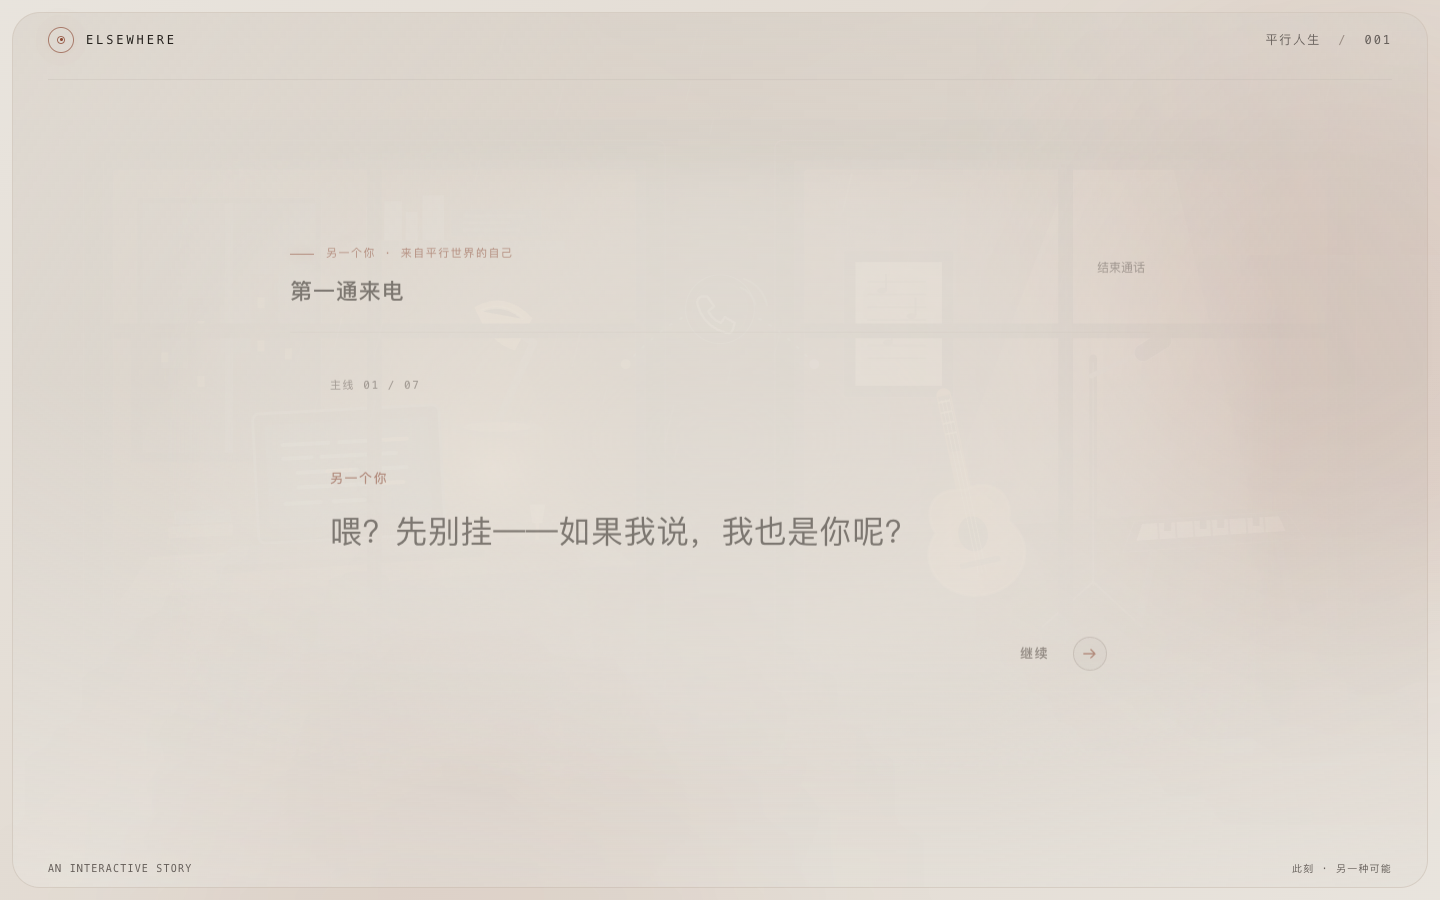 ELSEWHERE
平行人生 / 001
另一个你 · 来自平行世界的自己
第一通来电
结束通话
主线 01 / 07
另一个你
喂？先别挂——如果我说，我也是你呢？
继续
AN INTERACTIVE STORY
此刻 · 另一种可能